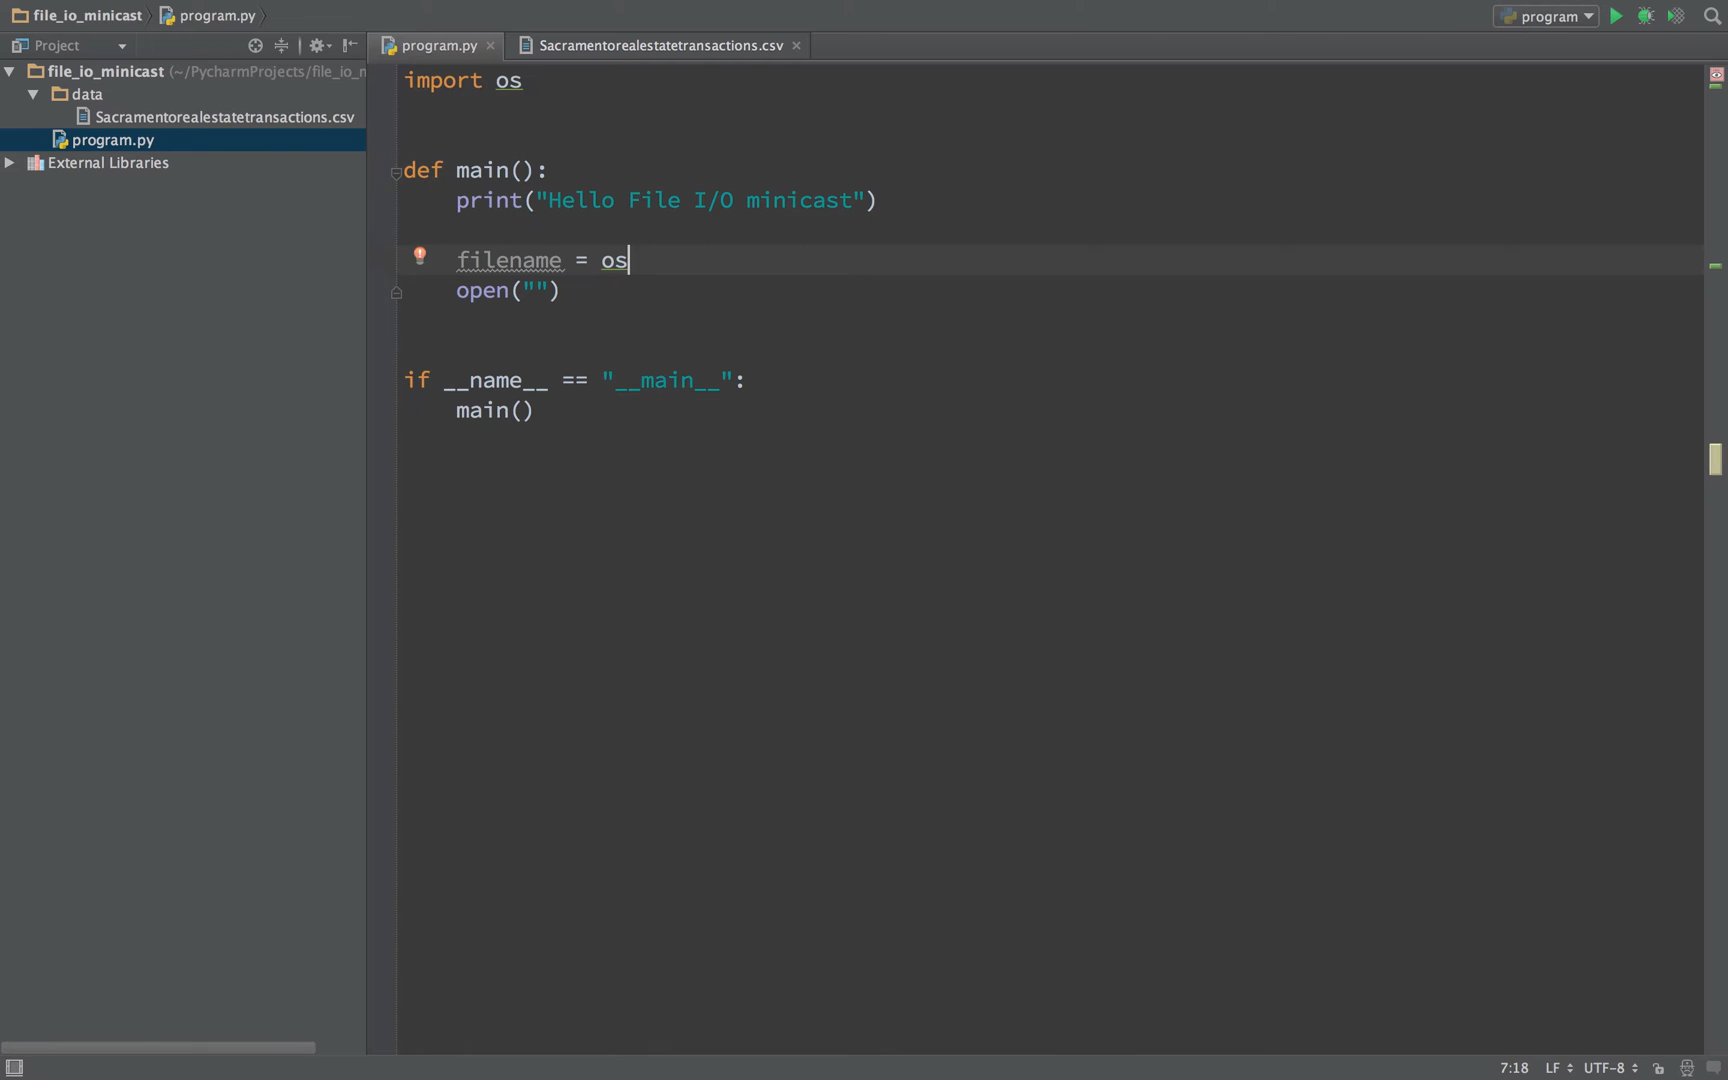 file_io_minicast program.py program
Project program.py Sacramentorealestatetransactions.csv
file_io_minicast (~/PycharmProjects/file_io_m
data
Sacramentorealestatetransactions.csv
program.py
External Libraries
import os
def main():
print("Hello File I/O minicast")
filename = os
open("")
if __name__ == "__main__":
main()
7:18 LF UTF-8